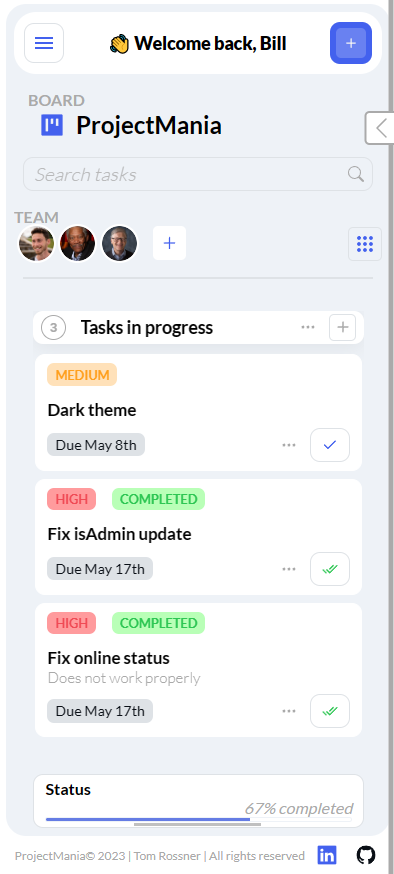 👋 Welcome back, Bill
BOARD
ProjectMania
Search tasks
TEAM
3 Tasks in progress
MEDIUM
Dark theme
Due May 8th
HIGH COMPLETED
Fix isAdmin update
Due May 17th
HIGH COMPLETED
Fix online status
Does not work properly
Due May 17th
Status
67% completed
ProjectMania© 2023 | Tom Rossner | All rights reserved